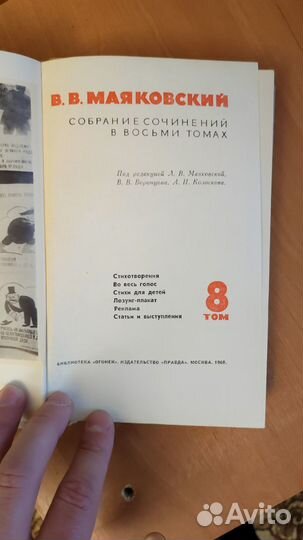 В. В. МАЯКОВСКИЙ
СОБРАНИЕ СОЧИНЕНИЙ
В ВОСЬМИ ТОМАХ
Под редакцией Л. В. Маяковской,
В. В. Воронцова, А. И. Колоскова.
Стихотворения
Во весь голос
Стихи для детей
Лозунг-плакат
Реклама
Статьи и выступления
8
ТОМ
БИБЛИОТЕКА «ОГОНЕК». ИЗДАТЕЛЬСТВО «ПРАВДА». МОСКВА. 1968.
Avito